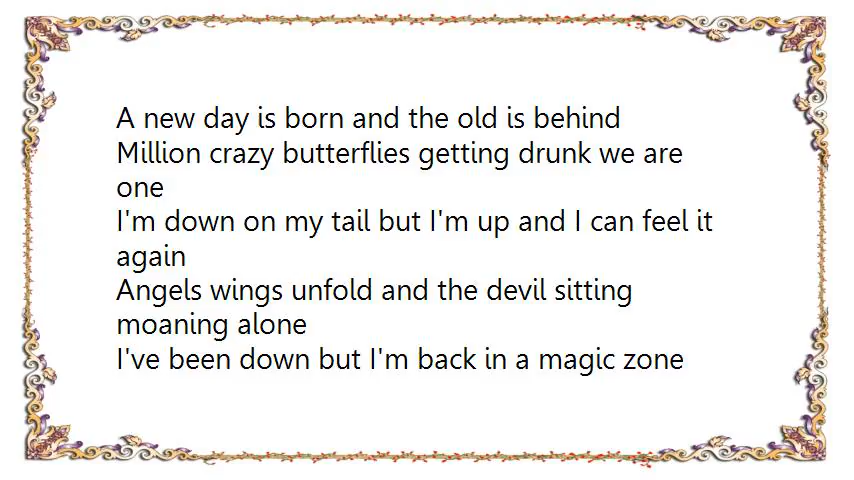 A new day is born and the old is behind
Million crazy butterflies getting drunk we are
one
I'm down on my tail but I'm up and I can feel it
again
Angels wings unfold and the devil sitting
moaning alone
I've been down but I'm back in a magic zone